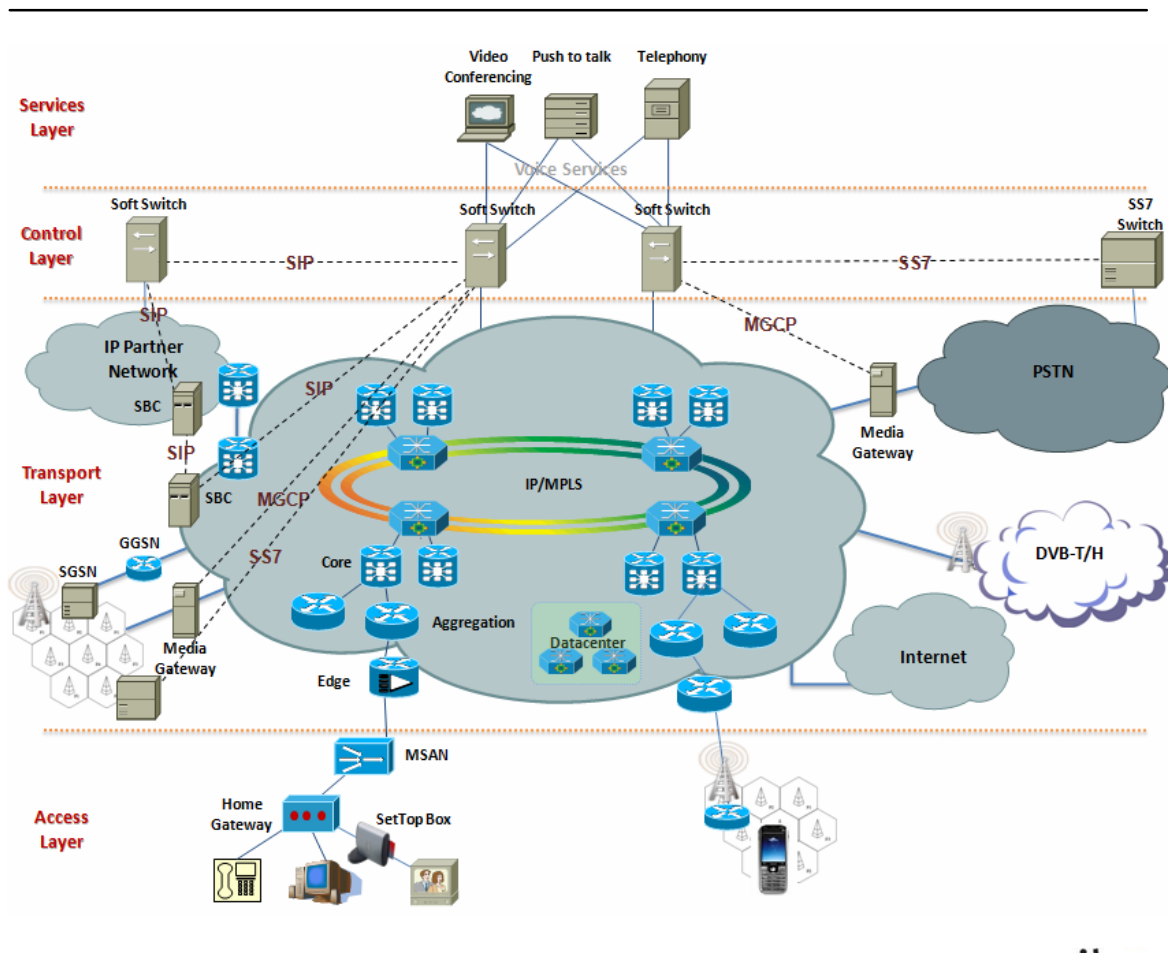 Video
Conferencing
Push to talk
Telephony
Services
Layer
Voice Services
Soft Switch
Soft Switch
Soft Switch
SS7
Switch
Control
Layer
SIP
SS7
SIP
MGCP
IP Partner
Network
PSTN
SIP
SBC
Media
Gateway
SIP
Transport
Layer
SBC
MGCP
IP/MPLS
GGSN
SS7
Core
DVB-T/H
SGSN
Aggregation
Media
Gateway
Datacenter
Internet
Edge
MSAN
Home
Gateway
SetTop Box
Access
Layer